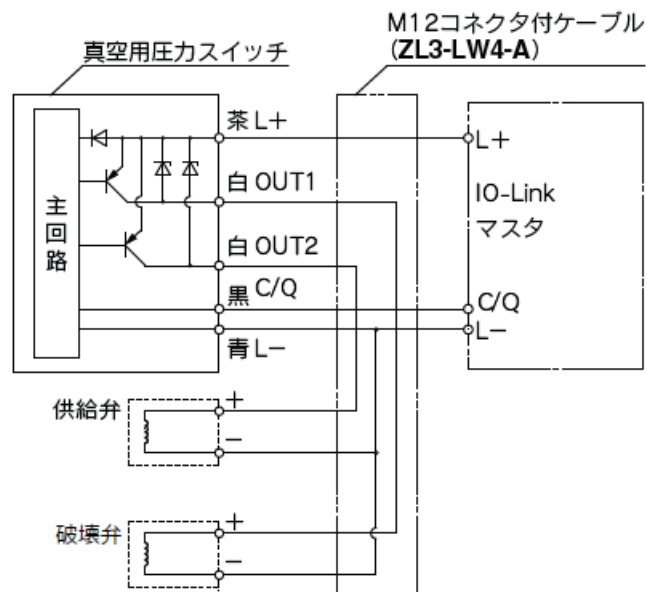 M12コネクタ付ケーブル
(ZL3-LW4-A)
真空用圧力スイッチ
茶 L+
L+
白 OUT1
IO-Link
マスタ
主回路
白 OUT2
黒 C/Q
C/Q
L−
青 L−
供給弁
+
−
破壊弁
+
−